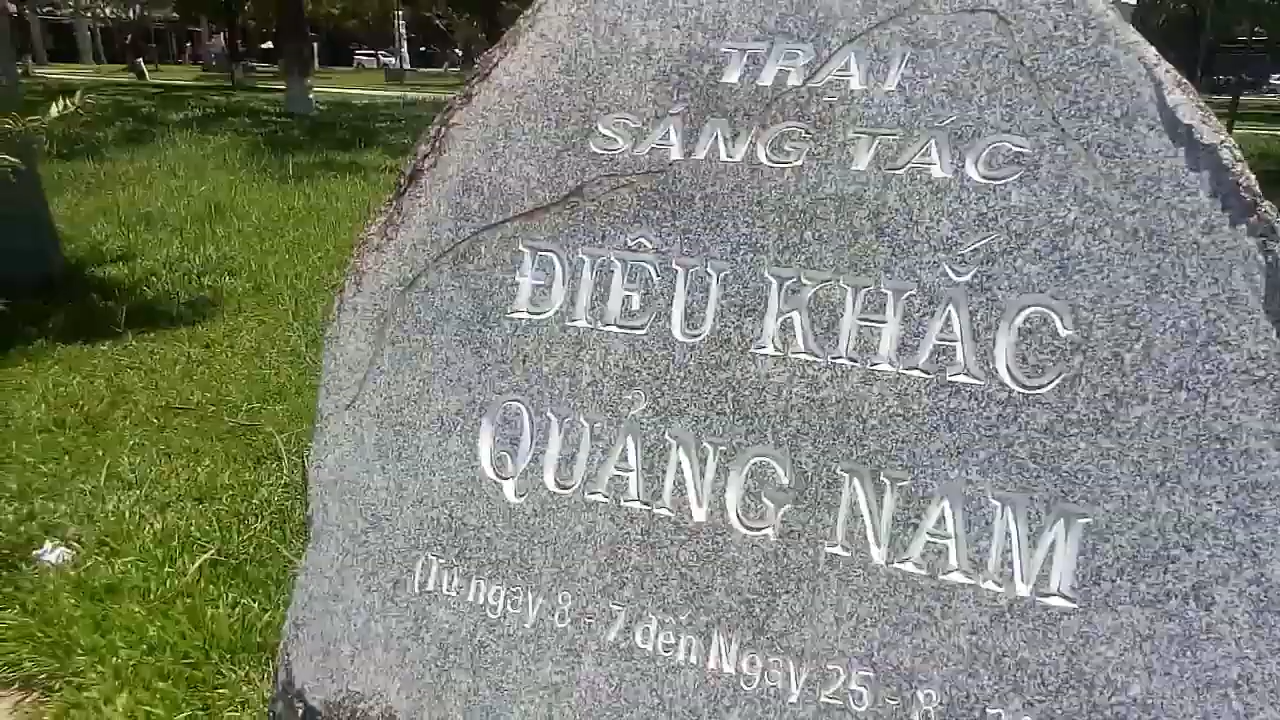 TRẠI
SÁNG TÁC
ĐIÊU KHẮC
QUẢNG NAM
(Từ ngày 8 - 7 đến Ngày 25 - 8